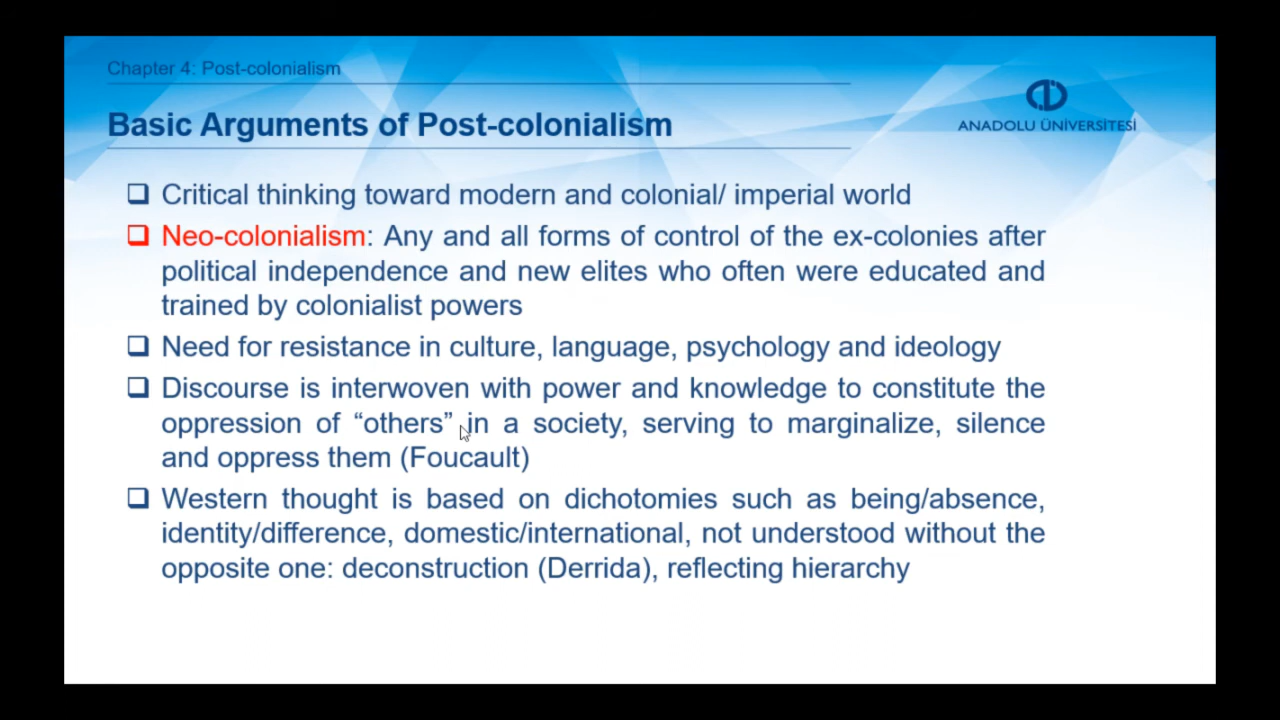 Chapter 4: Post-colonialism
Basic Arguments of Post-colonialism
ANADOLU ÜNİVERSİTESİ
Critical thinking toward modern and colonial/ imperial world
Neo-colonialism: Any and all forms of control of the ex-colonies after
political independence and new elites who often were educated and
trained by colonialist powers
Need for resistance in culture, language, psychology and ideology
Discourse is interwoven with power and knowledge to constitute the
oppression of “others” in a society, serving to marginalize, silence
and oppress them (Foucault)
Western thought is based on dichotomies such as being/absence,
identity/difference, domestic/international, not understood without the
opposite one: deconstruction (Derrida), reflecting hierarchy